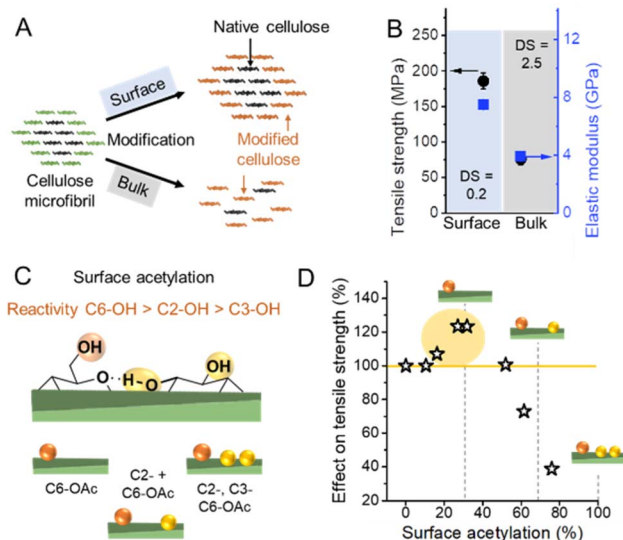 A
Native cellulose
Surface
Modification
Modified
cellulose
Cellulose
microfibril
Bulk
B
Tensile strength (MPa)
250
200
150
100
50
0
DS =
2.5
DS =
0.2
Surface Bulk
12
8
4
0
Elastic modulus (GPa)
C
Surface acetylation
Reactivity C6-OH > C2-OH > C3-OH
OH
O
H
O
OH
C6-OAc
C2- +
C6-OAc
C2-, C3-
C6-OAc
D
Effect on tensile strength (%)
140
120
100
80
60
40
20
0 20 40 60 80 100
Surface acetylation (%)